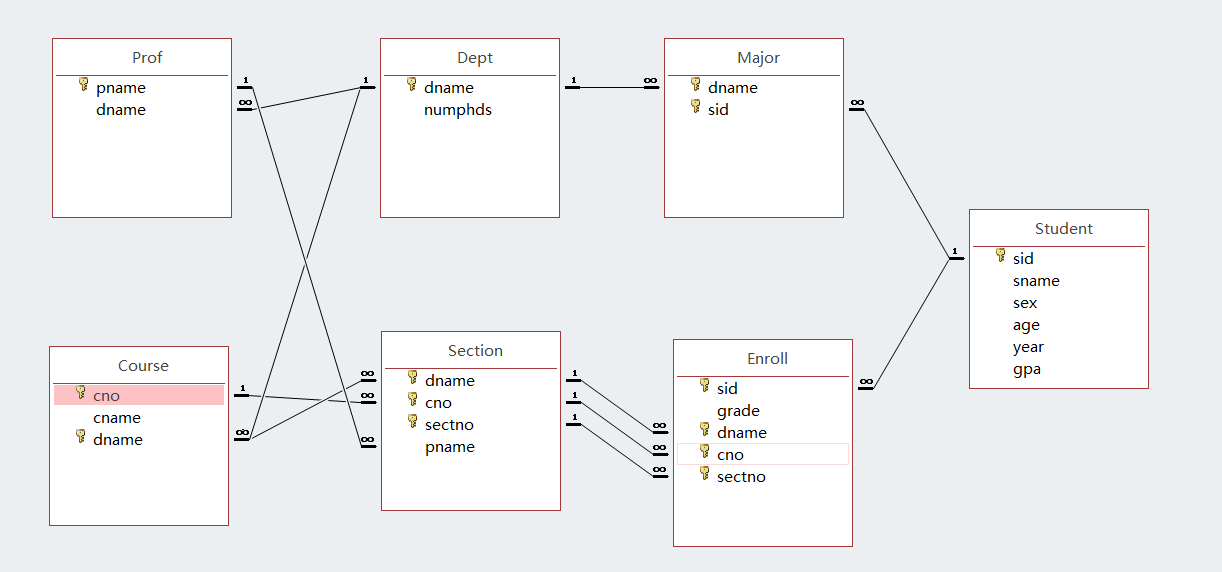 Prof
pname
dname
1
∞
Dept
dname
numphds
1
1
Major
dname
sid
∞
∞
Student
sid
sname
sex
age
year
gpa
1
Course
cno
cname
dname
1
∞
Section
dname
cno
sectno
pname
∞
∞
∞
1
1
1
Enroll
sid
grade
dname
cno
sectno
∞
∞
∞
∞